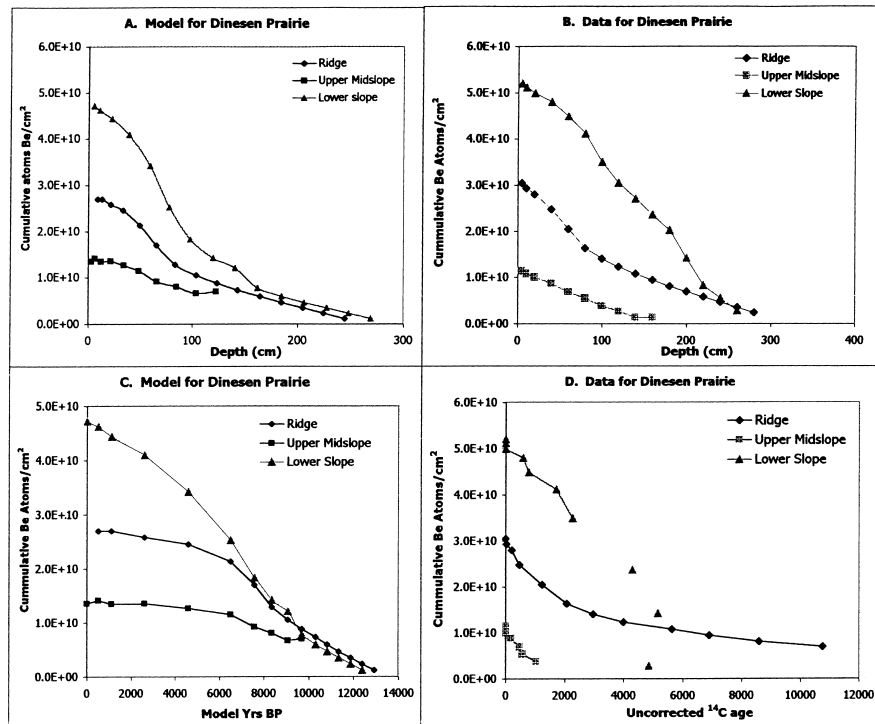 A. Model for Dinesen Prairie
Cumulative atoms Be/cm²
6.0E+10
5.0E+10
4.0E+10
3.0E+10
2.0E+10
1.0E+10
0.0E+00
Ridge
Upper Midslope
Lower slope
0 100 200 300
Depth (cm)
B. Data for Dinesen Prairie
Cummulative Be Atoms/cm²
6.0E+10
5.0E+10
4.0E+10
3.0E+10
2.0E+10
1.0E+10
0.0E+00
Ridge
Upper Midslope
Lower Slope
0 100 200 300 400
Depth (cm)
C. Model for Dinesen Prairie
Cummulative Be Atoms/cm²
5.0E+10
4.0E+10
3.0E+10
2.0E+10
1.0E+10
0.0E+00
Ridge
Upper Midslope
Lower Slope
0 2000 4000 6000 8000 10000 12000 14000
Model Yrs BP
D. Data for Dinesen Prairie
Cummulative Be Atoms/cm²
6.0E+10
5.0E+10
4.0E+10
3.0E+10
2.0E+10
1.0E+10
0.0E+00
Ridge
Upper Midslope
Lower Slope
0 2000 4000 6000 8000 10000 12000
Uncorrected ¹⁴C age